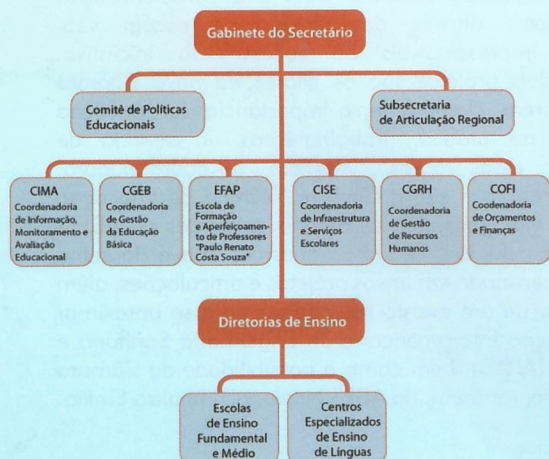 Gabinete do Secretário
Comitê de Políticas
Educacionais
Subsecretaria
de Articulação Regional
CIMA
Coordenadoria
de Informação,
Monitoramento e
Avaliação
Educacional
CGEB
Coordenadoria
de Gestão
da Educação
Básica
EFAP
Escola de
Formação
e Aperfeiçoamen-
to de Professores
"Paulo Renato
Costa Souza"
CISE
Coordenadoria
de Infraestrutura
e Serviços
Escolares
CGRH
Coordenadoria
de Gestão
de Recursos
Humanos
COFI
Coodenadoria
de Orçamentos
e Finanças
Diretorias de Ensino
Escolas
de Ensino
Fundamental
e Médio
Centros
Especializados
de Ensino
de Línguas